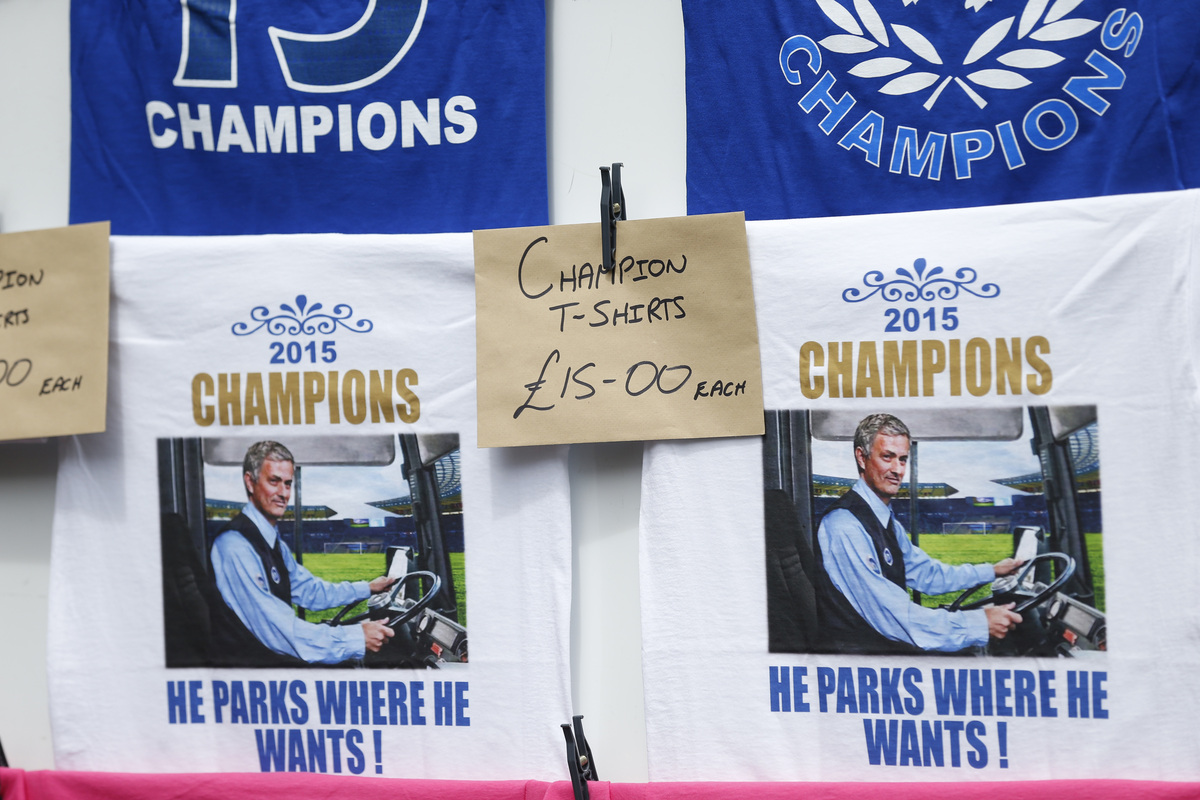 CHAMPIONS
CHAMPIONS
CHAMPION
T-SHIRTS
£15-00 EACH
00 EACH
2015
CHAMPIONS
HE PARKS WHERE HE
WANTS!
2015
CHAMPIONS
HE PARKS WHERE HE
WANTS!